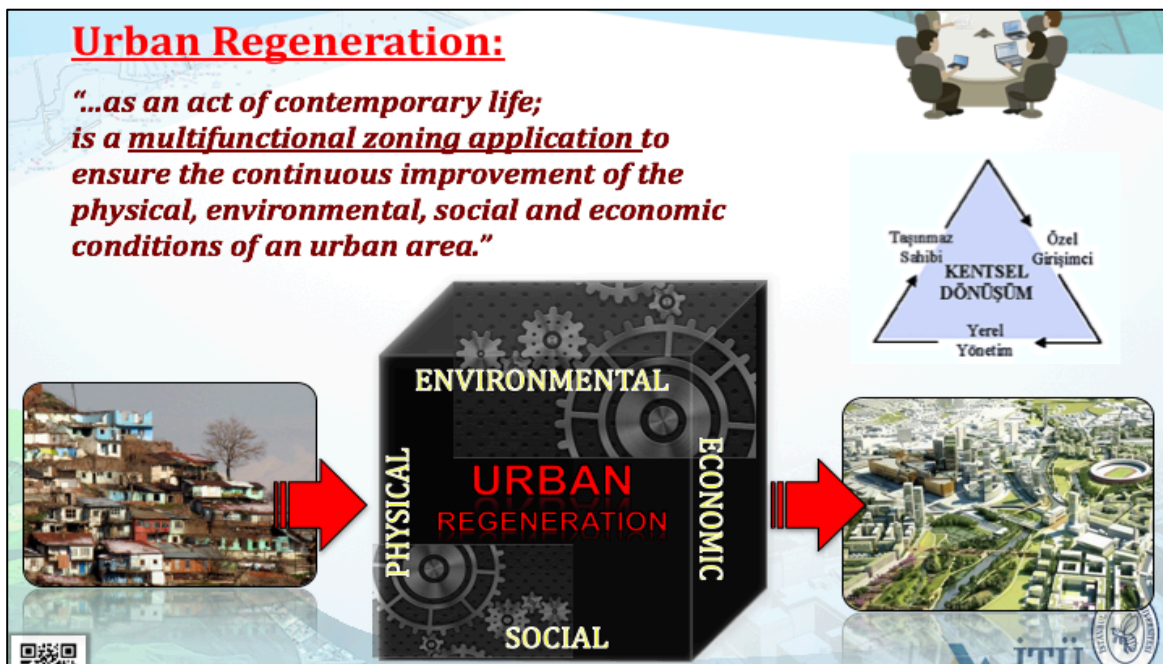 Urban Regeneration:
“...as an act of contemporary life;
is a multifunctional zoning application to
ensure the continuous improvement of the
physical, environmental, social and economic
conditions of an urban area.”
Taşınmaz
Sahibi
Özel
Girişimci
KENTSEL
DÖNÜŞÜM
Yerel
Yönetim
ENVIRONMENTAL
PHYSICAL
URBAN
REGENERATION
ECONOMIC
SOCIAL
İTÜ